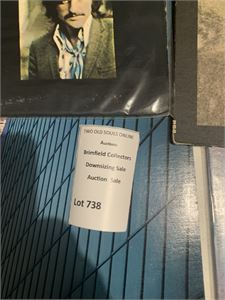 TWO OLD SOULS ONLINE
Auctions
Brimfield Collectors
Downsizing Sale
Auction Sale
Lot 738